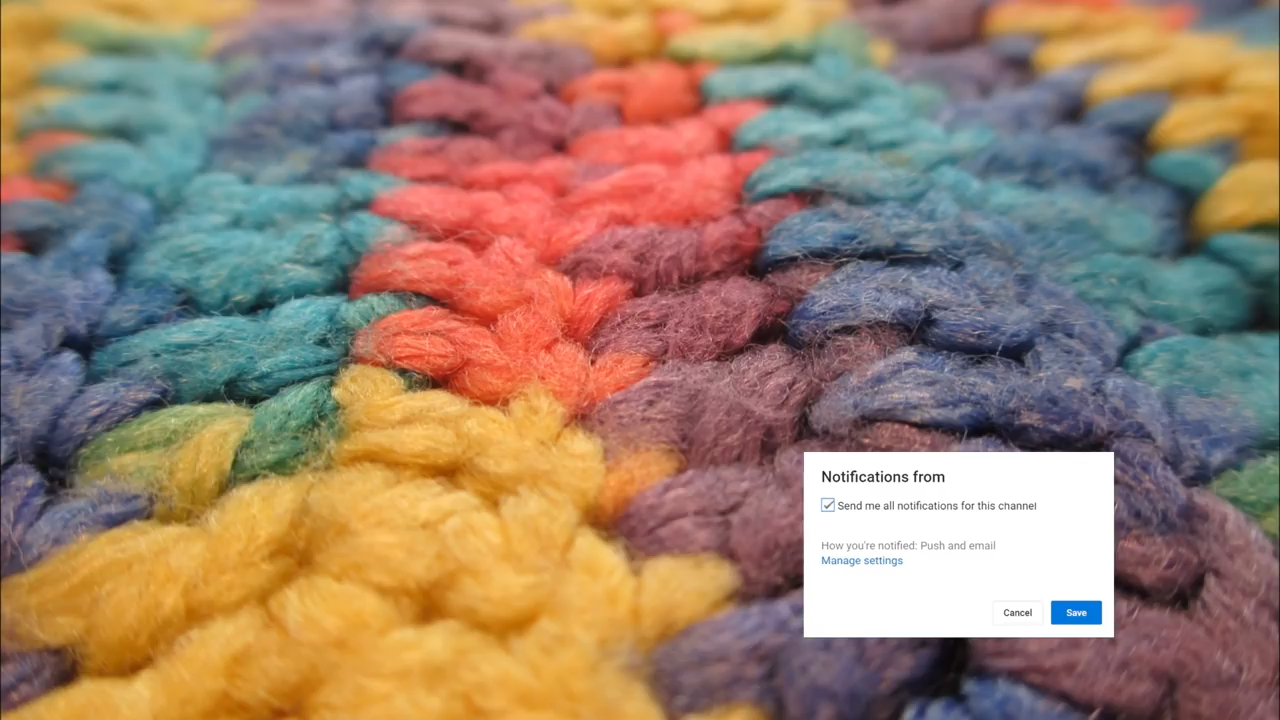 Notifications from
Send me all notifications for this channel
How you're notified: Push and email
Manage settings
Cancel
Save